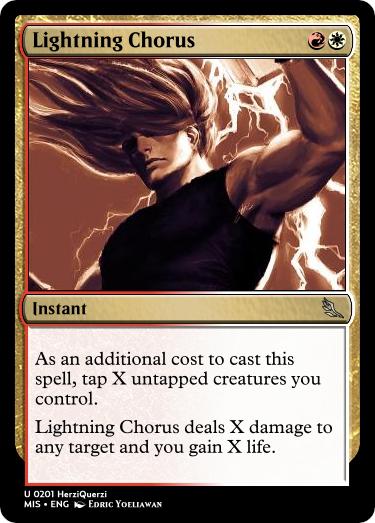 Lightning Chorus
Instant
As an additional cost to cast this
spell, tap X untapped creatures you
control.
Lightning Chorus deals X damage to
any target and you gain X life.
U 0201 HerziQuerzi
MIS • ENG Edric Yoeliawan